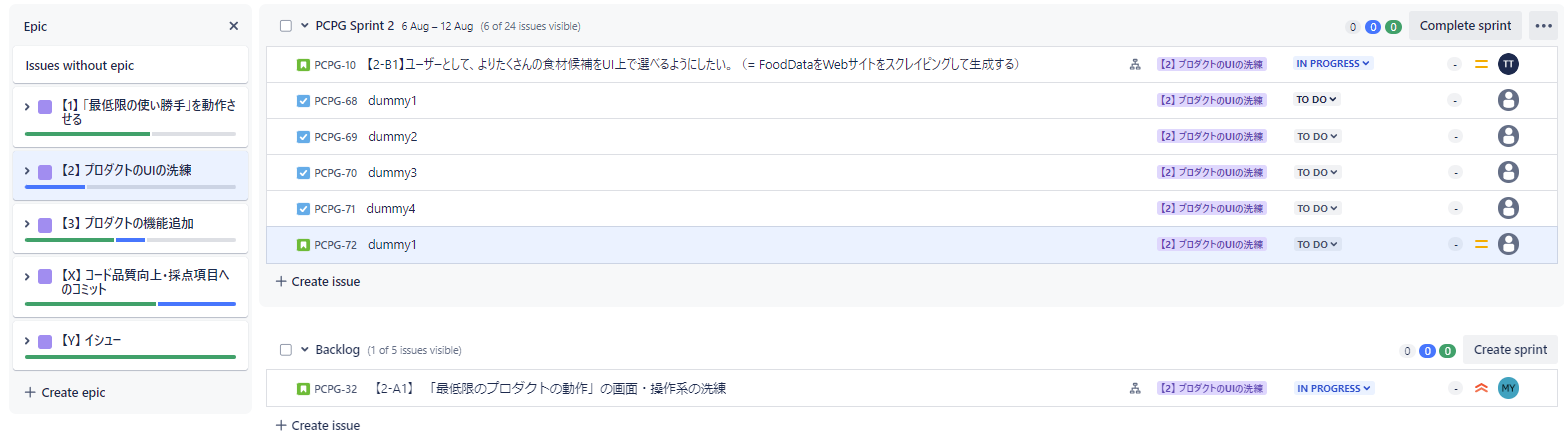 Epic
Issues without epic
【1】 「最低限の使い勝手」を動作さ
せる
【2】 プロダクトのUIの洗練
【3】 プロダクトの機能追加
【X】 コード品質向上・採点項目へ
のコミット
【Y】 イシュー
Create epic
PCPG Sprint 2 6 Aug – 12 Aug (6 of 24 issues visible) 0 0 0 Complete sprint
PCPG-10 【2-B1】ユーザーとして、よりたくさんの食材候補をUI上で選べるようにしたい。 (= FoodDataをWebサイトをスクレイピングして生成する) 【2】 プロダクトのUIの洗練 IN PROGRESS - TT
PCPG-68 dummy1 【2】 プロダクトのUIの洗練 TO DO -
PCPG-69 dummy2 【2】 プロダクトのUIの洗練 TO DO -
PCPG-70 dummy3 【2】 プロダクトのUIの洗練 TO DO -
PCPG-71 dummy4 【2】 プロダクトのUIの洗練 TO DO -
PCPG-72 dummy1 【2】 プロダクトのUIの洗練 TO DO -
Create issue
Backlog (1 of 5 issues visible) 0 0 0 Create sprint
PCPG-32 【2-A1】 「最低限のプロダクトの動作」の画面・操作系の洗練 【2】 プロダクトのUIの洗練 IN PROGRESS - MY
Create issue